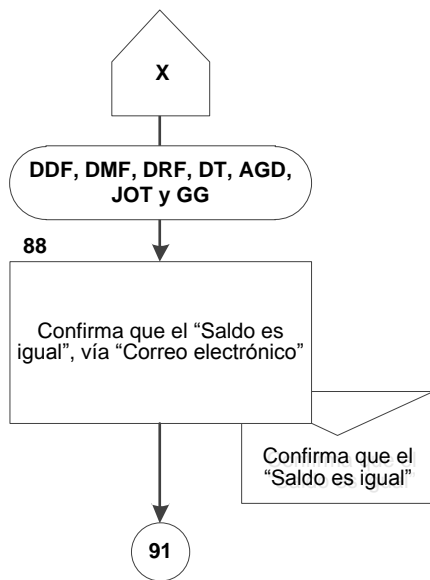 X
DDF, DMF, DRF, DT, AGD,
JOT y GG
88
Confirma que el “Saldo es
igual”, vía “Correo electrónico”
Confirma que el
“Saldo es igual”
91